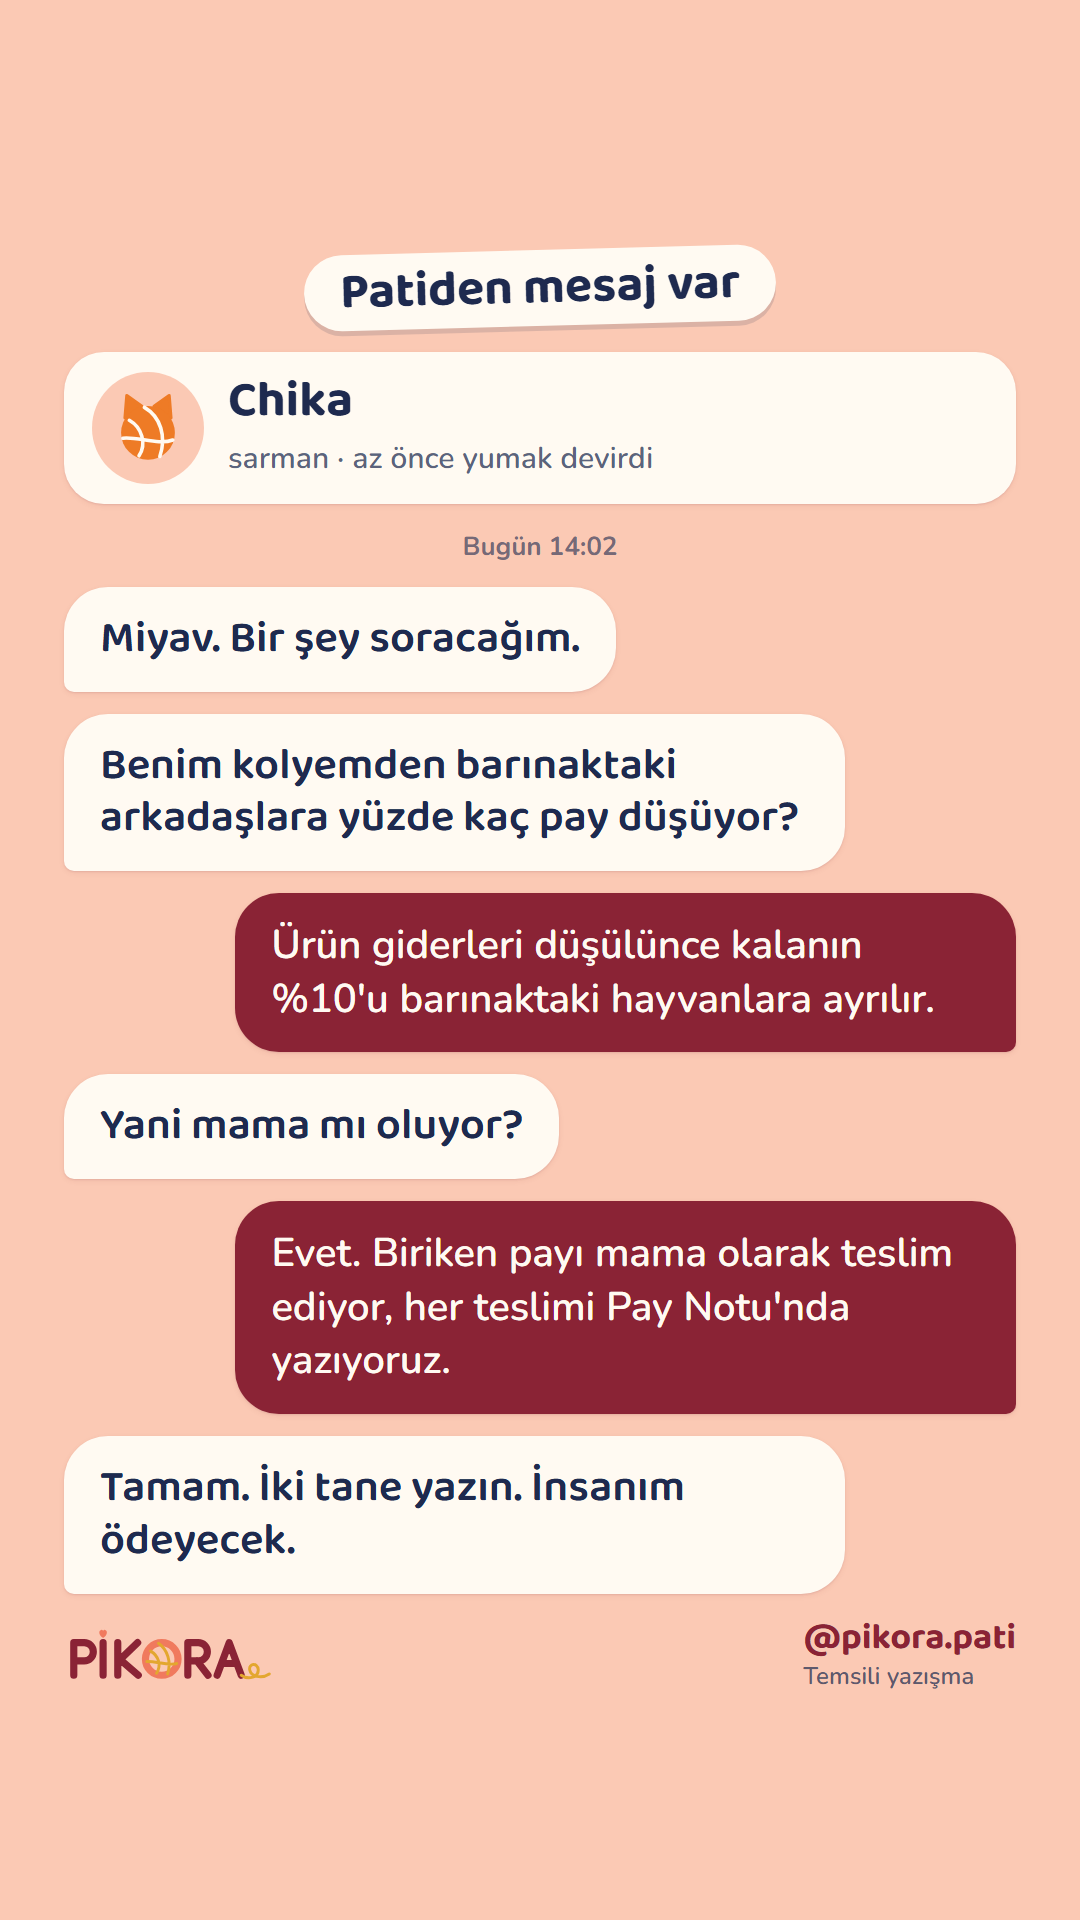 Patiden mesaj var
Chika
sarman · az önce yumak devirdi
Bugün 14:02
Miyav. Bir şey soracağım.
Benim kolyemden barınaktaki
arkadaşlara yüzde kaç pay düşüyor?
Ürün giderleri düşülünce kalanın
%10'u barınaktaki hayvanlara ayrılır.
Yani mama mı oluyor?
Evet. Biriken payı mama olarak teslim
ediyor, her teslimi Pay Notu'nda
yazıyoruz.
Tamam. İki tane yazın. İnsanım
ödeyecek.
PİKORA
@pikora.pati
Temsili yazışma